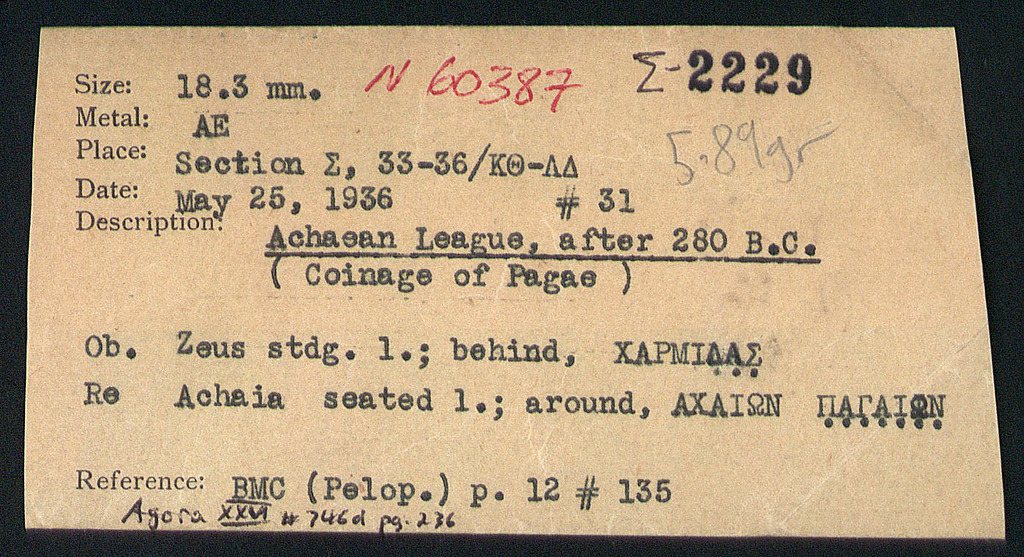 Size: 18.3 mm. N 60387 Σ-2229
Metal: AE
Place: Section Σ, 33-36/ΚΘ-ΛΔ 5.89gr
Date: May 25, 1936 # 31
Description: Achaean League, after 280 B.C.
( Coinage of Pagae )
Ob. Zeus stdg. l.; behind, ΧΑΡΜΙΔΑΣ
Re Achaia seated l.; around, ΑΧΑΙΩΝ ΠΑΓΑΙΩΝ
Reference: BMC (Pelop.) p. 12 # 135
Agora XXVI # 746d pg. 236